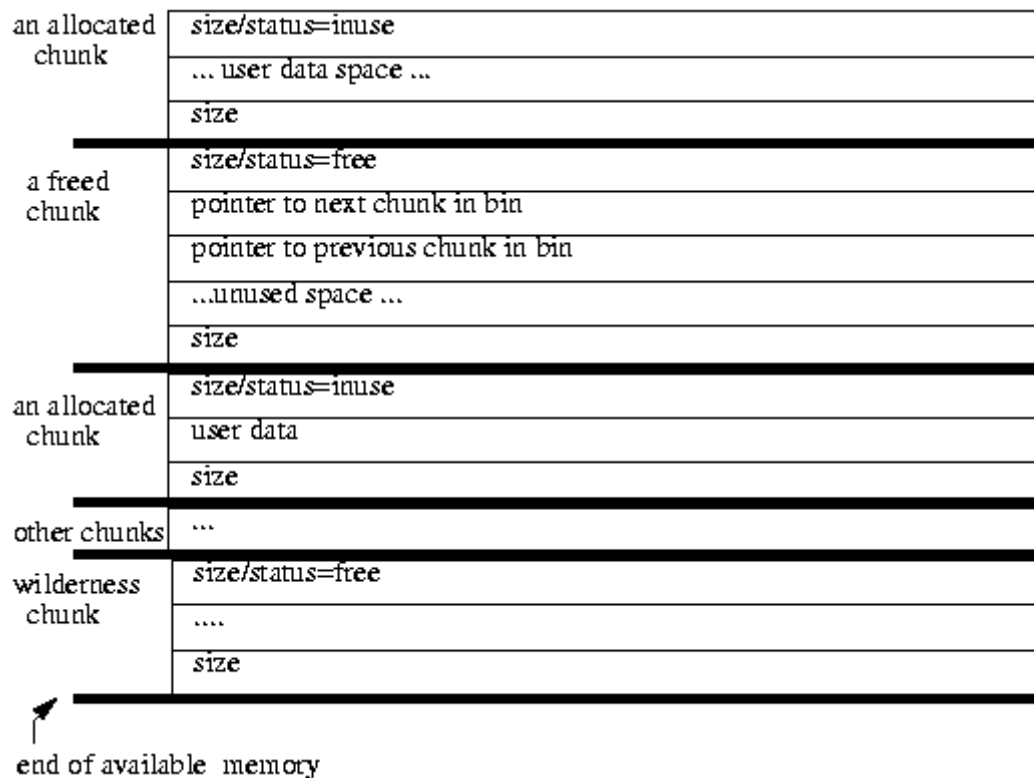 an allocated
chunk
size/status=inuse
... user data space ...
size
a freed
chunk
size/status=free
pointer to next chunk in bin
pointer to previous chunk in bin
...unused space ...
size
an allocated
chunk
size/status=inuse
user data
size
other chunks
...
wilderness
chunk
size/status=free
....
size
end of available memory